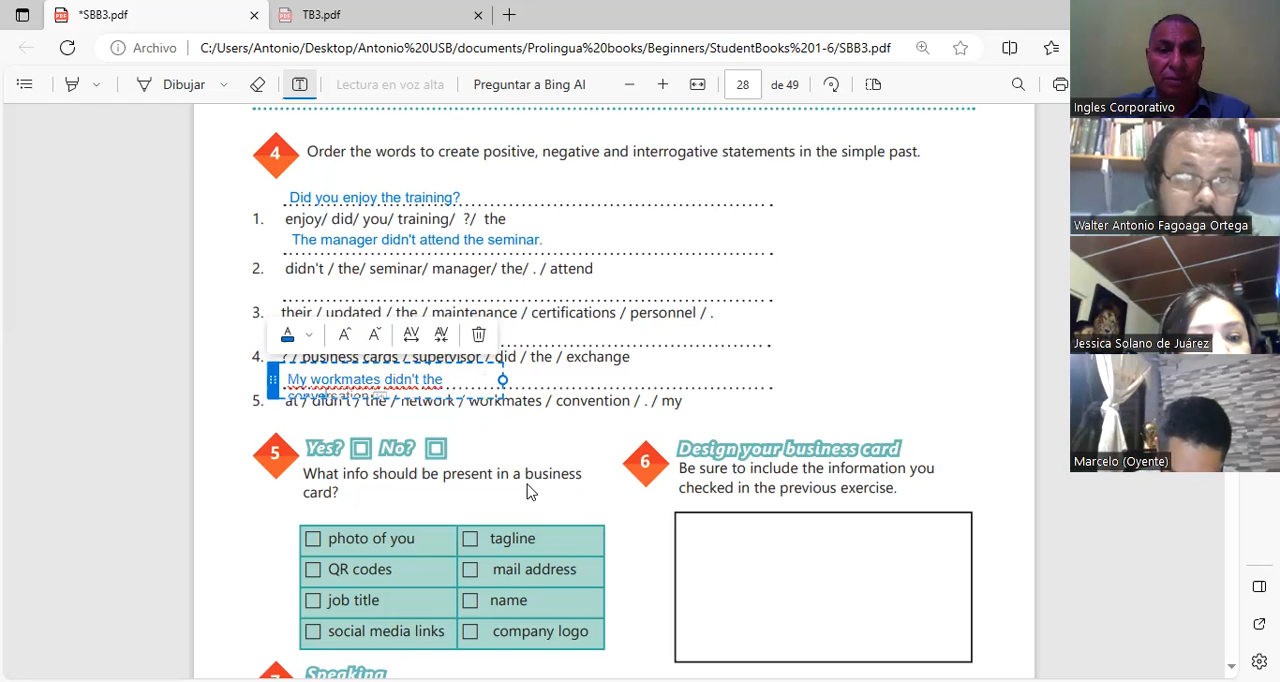 *SBB3.pdf
TB3.pdf
Archivo
C:/Users/Antonio/Desktop/Antonio%20USB/documents/Prolingua%20books/Beginners/StudentBooks%201-6/SBB3.pdf
Dibujar
Lectura en voz alta
Preguntar a Bing AI
28
de 49
4
Order the words to create positive, negative and interrogative statements in the simple past.
Did you enjoy the training?
1. enjoy/ did/ you/ training/ ?/ the
The manager didn't attend the seminar.
2. didn't / the/ seminar/ manager/ the/ . / attend
3. their / updated / the / maintenance / certifications / personnel / .
4. ? / business cards / supervisor / did / the / exchange
My workmates didn't the
conversation
5. at / didn't / the / network / workmates / convention / . / my
5
Yes? No?
What info should be present in a business
card?
photo of you
tagline
QR codes
mail address
job title
name
social media links
company logo
6
Design your business card
Be sure to include the information you
checked in the previous exercise.
7
Speaking
Ingles Corporativo
Walter Antonio Fagoaga Ortega
Jessica Solano de Juárez
Marcelo (Oyente)